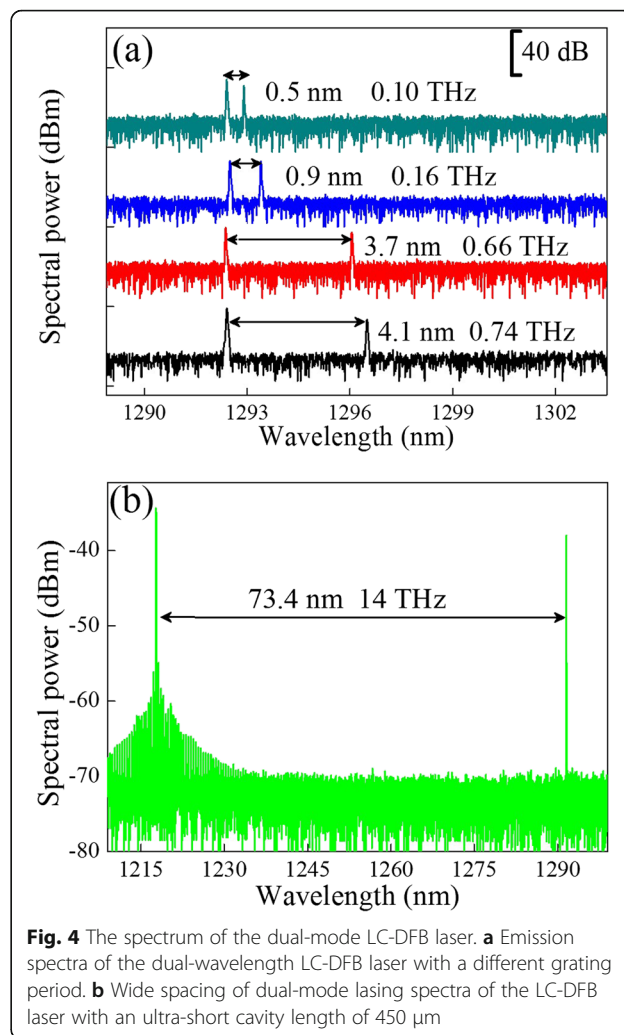 (a)
40 dB
0.5 nm 0.10 THz
0.9 nm 0.16 THz
3.7 nm 0.66 THz
4.1 nm 0.74 THz
Spectral power (dBm)
1290 1293 1296 1299 1302
Wavelength (nm)
(b)
-40
-50
-60
-70
-80
73.4 nm 14 THz
Spectral power (dBm)
1215 1230 1245 1260 1275 1290
Wavelength (nm)
Fig. 4 The spectrum of the dual-mode LC-DFB laser. a Emission
spectra of the dual-wavelength LC-DFB laser with a different grating
period. b Wide spacing of dual-mode lasing spectra of the LC-DFB
laser with an ultra-short cavity length of 450 μm